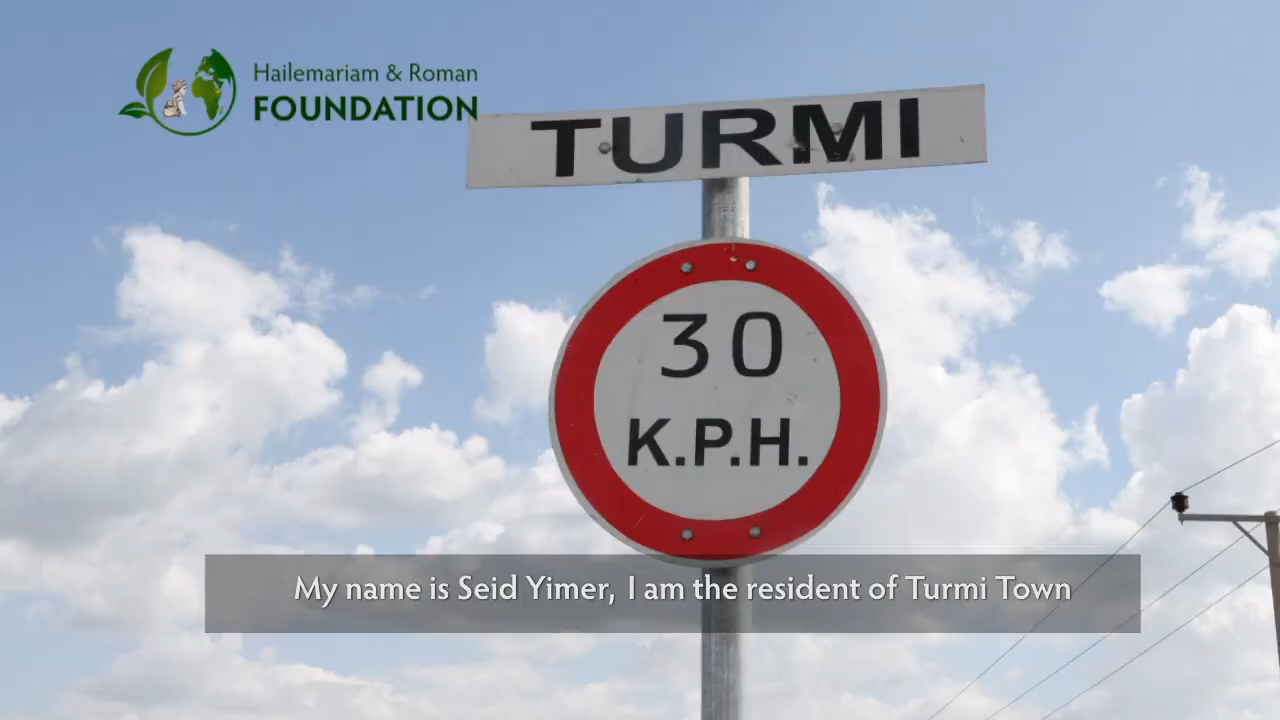 Hailemariam & Roman
FOUNDATION
TURMI
30
K.P.H.
My name is Seid Yimer, I am the resident of Turmi Town